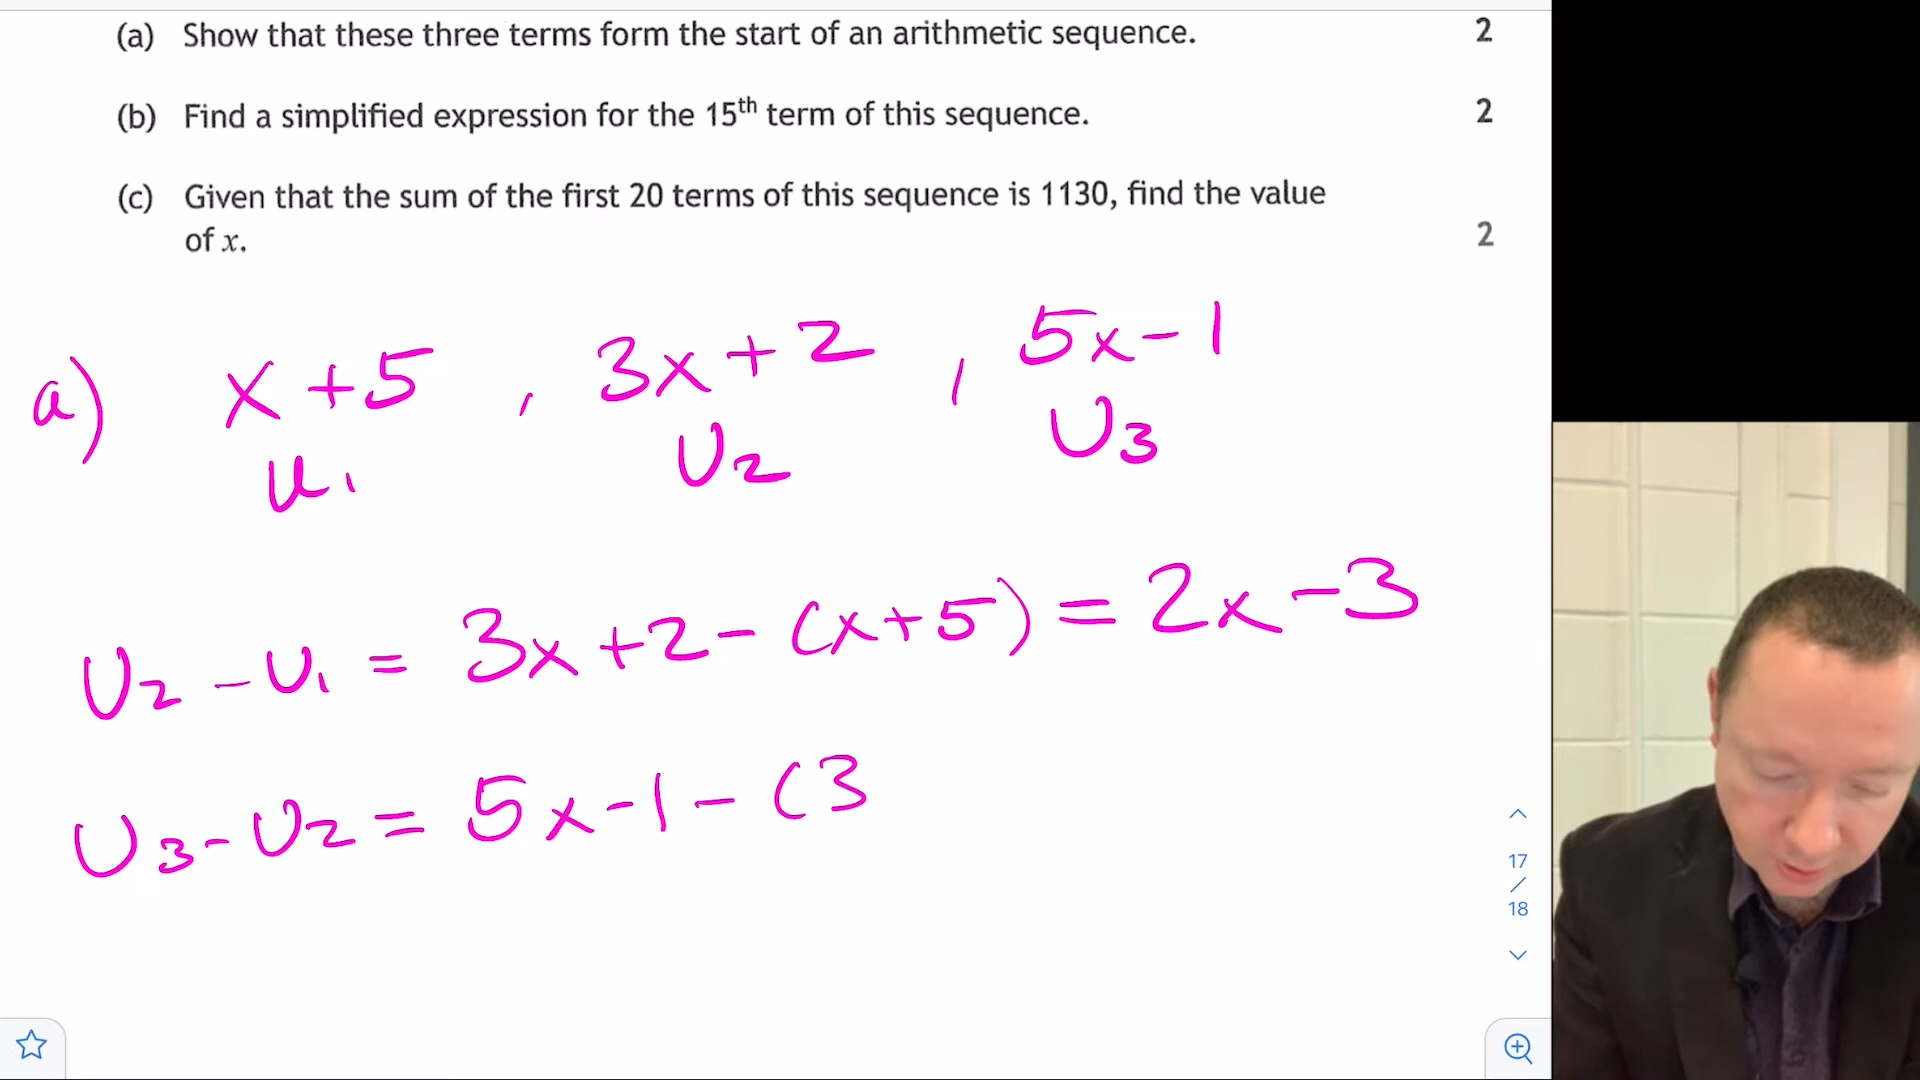 (a) Show that these three terms form the start of an arithmetic sequence. 2
(b) Find a simplified expression for the 15th term of this sequence. 2
(c) Given that the sum of the first 20 terms of this sequence is 1130, find the value
of x. 2
a) x+5 , 3x+2 , 5x-1
u₁ U₂ U₃
U₂ - U₁ = 3x+2-(x+5) = 2x-3
U₃-U₂ = 5x-1-(3
17
/
18